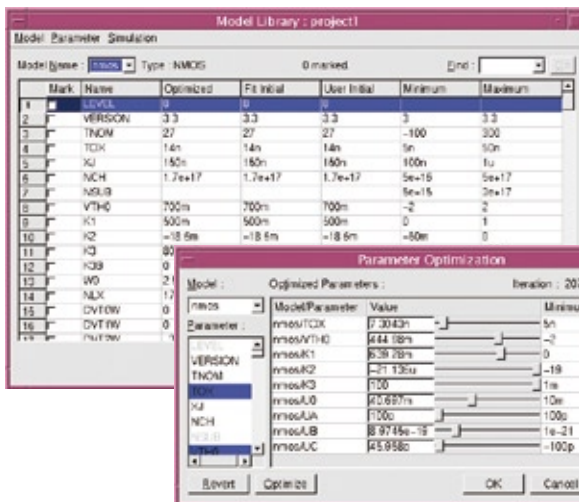 Model Library : project1
Model Parameter Simulation
Model Name : nmos Type : NMOS 0 marked. Find :
Mark Name Optimized Fit Initial User Initial Minimum Maximum
1 LEVEL 8 8 8
2 VERSION 3.3 3.3 3.3 3 3.3
3 TNOM 27 27 27 -100 300
4 TOX 14n 14n 14n 5n 50n
5 XJ 150n 150n 150n 100n 1u
6 NCH 1.7e+17 1.7e+17 1.7e+17 5e+16 5e+17
7 NSUB 5e+15 3e+17
8 VTH0 700m 700m 700m -2 2
9 K1 500m 500m 500m 0 1
10 K2 -18.6m -18.6m -18.6m -50m 0
11 K3
12 K3B 0
13 W0
14 NLX
15 DVT0W 0
16 DVT1W 0
Parameter Optimization
Model : Optimized Parameters : Iteration :
nmos Model/Parameter Value
Parameter :
nmos/TOX 7.3043n 5n
LEVEL nmos/VTH0 -2
VERSION nmos/K1 639.28m 0
TNOM nmos/K2 -19
TOX nmos/K3 100 1m
XJ nmos/U0 40.697m 10m
NCH nmos/UA 100p 100p
NSUB nmos/UB 1e-21
VTH0 nmos/UC -100p
Revert Optimize OK Cancel